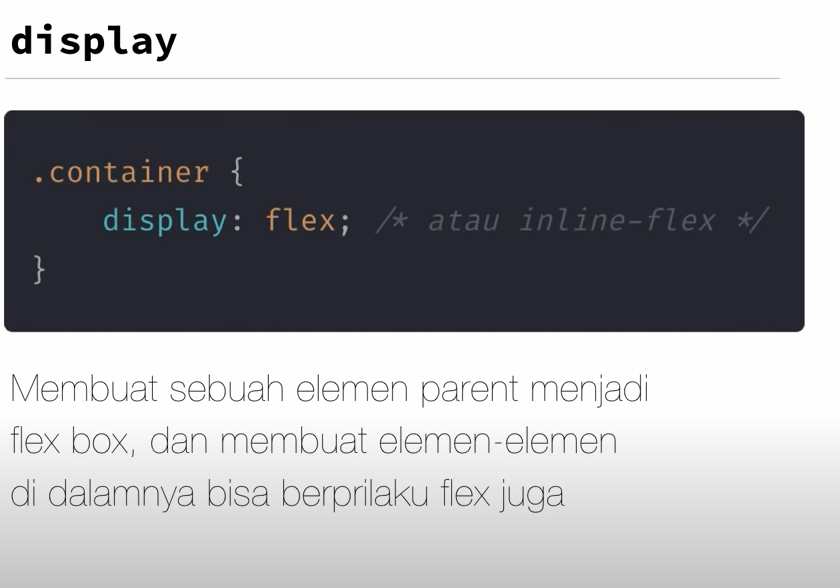 display
.container {
    display: flex; /* atau inline-flex */
}
Membuat sebuah elemen parent menjadi
flex box, dan membuat elemen-elemen
di dalamnya bisa berprilaku flex juga